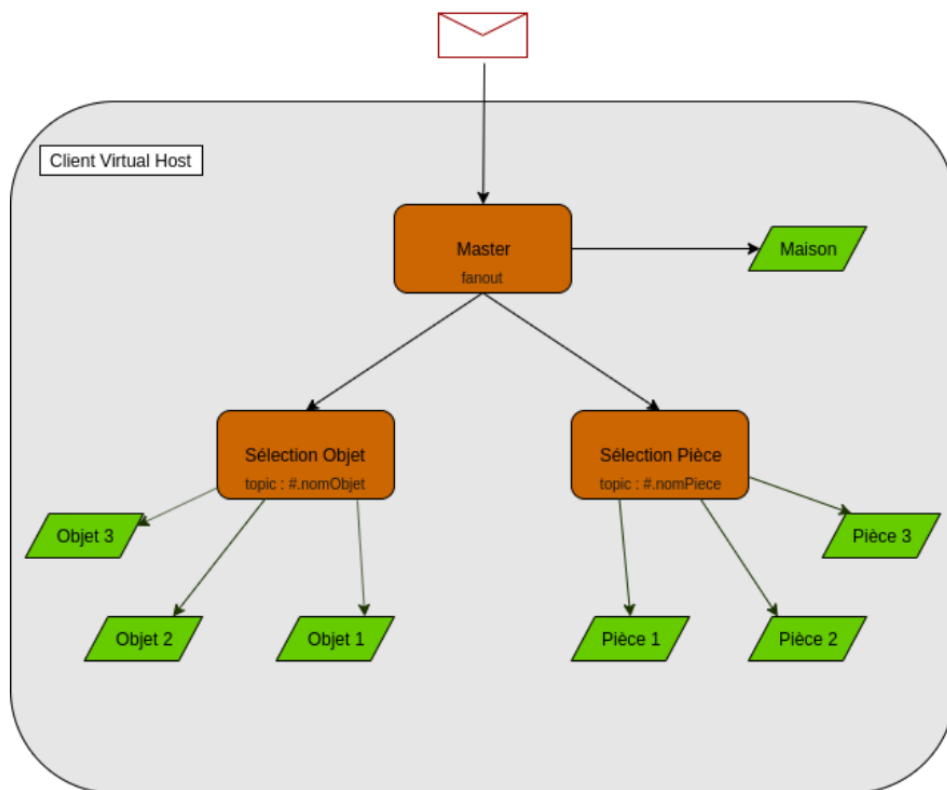 Client Virtual Host
Master
fanout
Maison
Sélection Objet
topic : #.nomObjet
Sélection Pièce
topic : #.nomPiece
Objet 3
Pièce 3
Objet 2
Objet 1
Pièce 1
Pièce 2